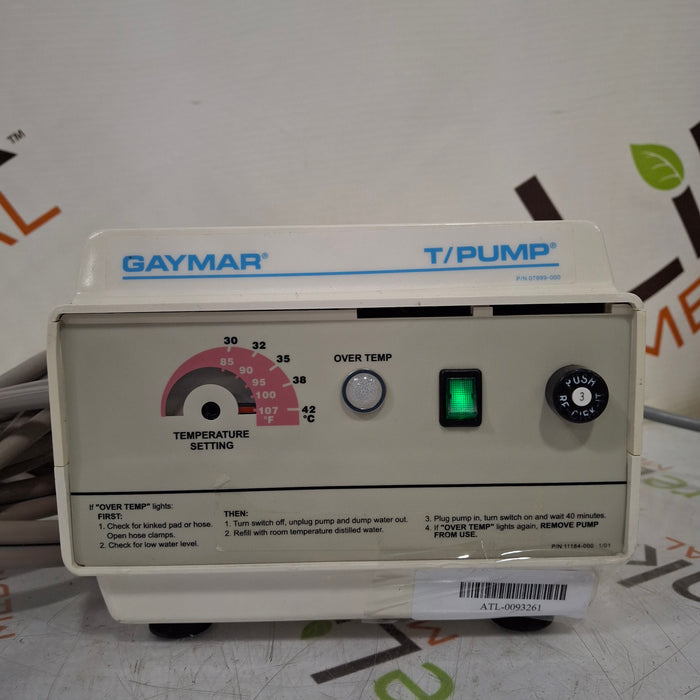 GAYMAR® T/PUMP®
P/N 07999-000
30 32 35 38 42 °C
85 90 95 100 107 °F
TEMPERATURE
SETTING
OVER TEMP
PUSH
3
If "OVER TEMP" lights:
FIRST:
1. Check for kinked pad or hose.
Open hose clamps.
2. Check for low water level.
THEN:
1. Turn switch off, unplug pump and dump water out.
2. Refill with room temperature distilled water.
3. Plug pump in, turn switch on and wait 40 minutes.
4. If "OVER TEMP" lights again, REMOVE PUMP
FROM USE.
P/N 11184-000 1/01
ATL-0093261
™